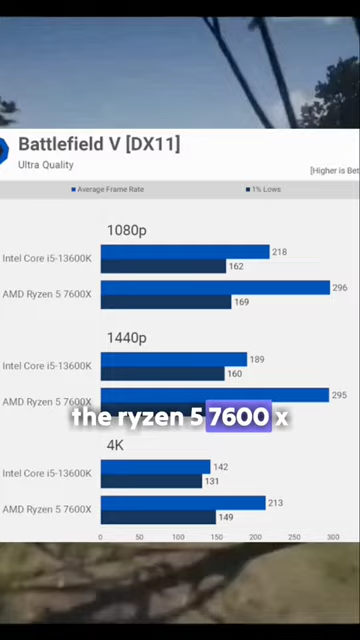 Battlefield V [DX11]
Ultra Quality
[Higher is Bet
Average Frame Rate
1% Lows
1080p
Intel Core i5-13600K
218
162
AMD Ryzen 5 7600X
296
169
1440p
Intel Core i5-13600K
189
160
AMD Ryzen 5 7600X
295
the ryzen 5 7600 x
4K
Intel Core i5-13600K
142
131
AMD Ryzen 5 7600X
213
149
0 50 100 150 200 250 300